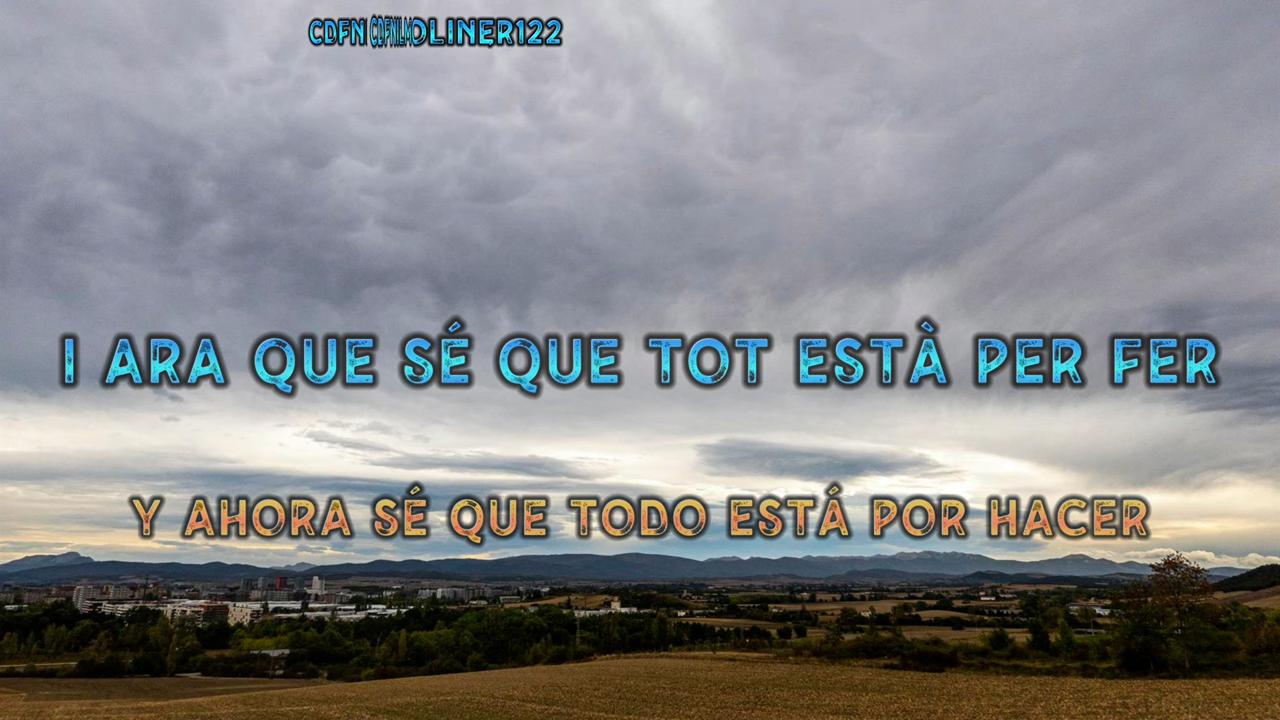 CDFN
I ARA QUE SÉ QUE TOT ESTÀ PER FER
Y AHORA SÉ QUE TODO ESTÁ POR HACER